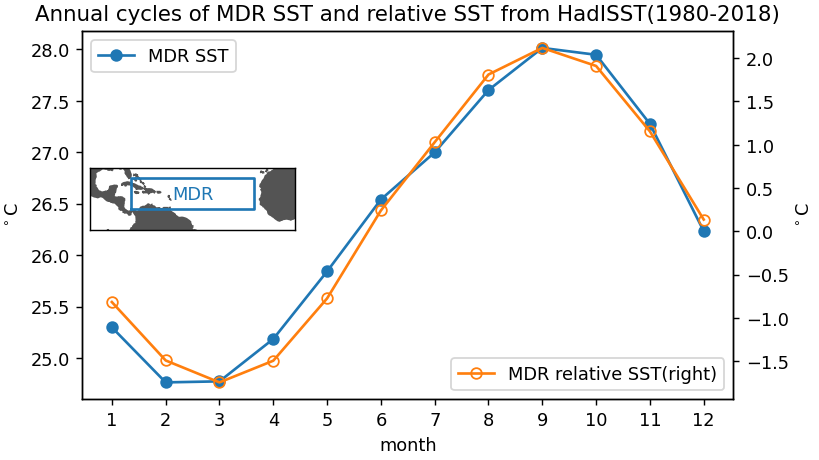 Annual cycles of MDR SST and relative SST from HadISST(1980-2018)
MDR SST
28.0
27.5
27.0
26.5
26.0
25.5
25.0
°C
MDR
2.0
1.5
1.0
0.5
0.0
−0.5
−1.0
−1.5
°C
MDR relative SST(right)
1 2 3 4 5 6 7 8 9 10 11 12
month